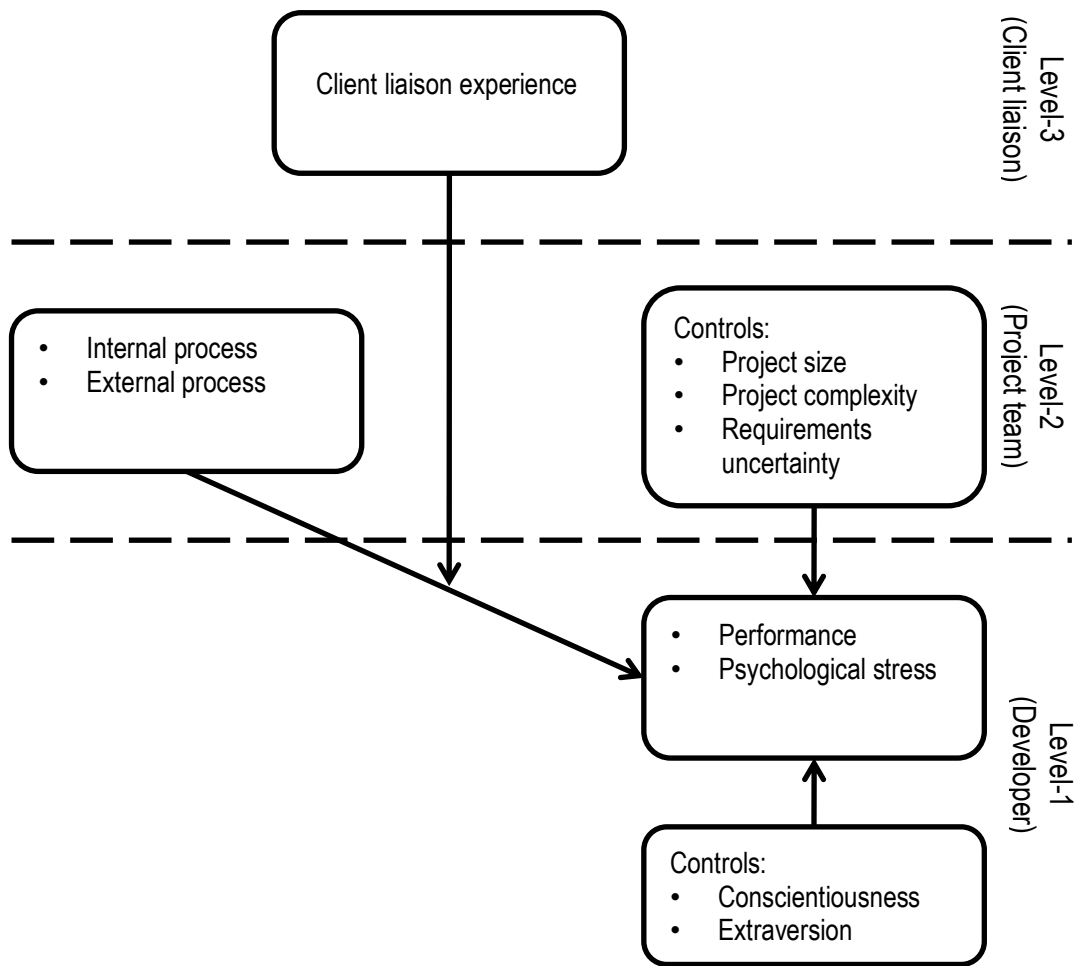 Client liaison experience
Level-3
(Client liaison)
• Internal process
• External process
Controls:
• Project size
• Project complexity
• Requirements
uncertainty
Level-2
(Project team)
• Performance
• Psychological stress
Level-1
(Developer)
Controls:
• Conscientiousness
• Extraversion